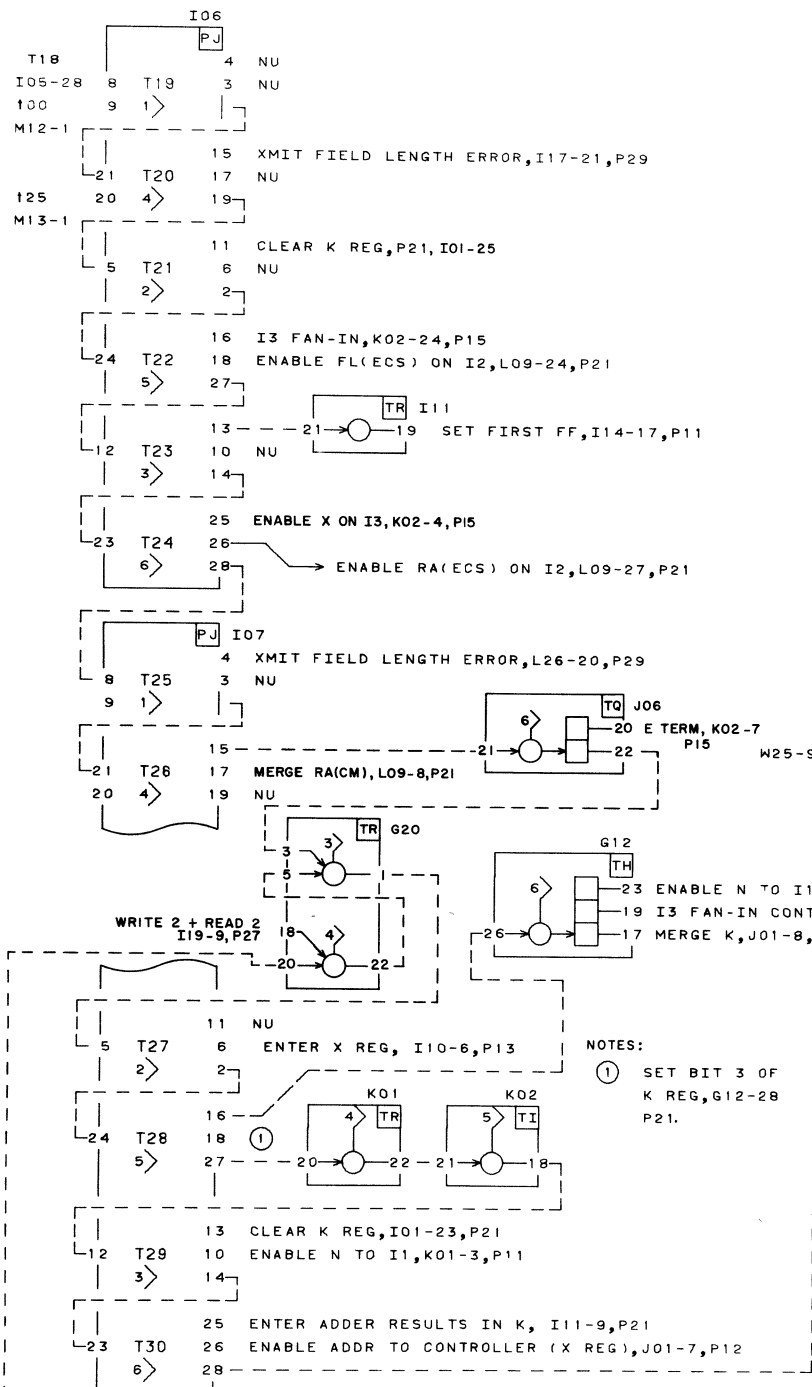 I06
PJ
T18 4 NU
I05-28 8 T19 3 NU
t00 9 1
M12-1
15 XMIT FIELD LENGTH ERROR,I17-21,P29
21 T20 17 NU
t25 20 4 19
M13-1
11 CLEAR K REG,P21,I01-25
5 T21 6 NU
2 2
16 I3 FAN-IN,K02-24,P15
24 T22 18 ENABLE FL(ECS) ON I2,L09-24,P21
5 27
TR I11
13 21 19 SET FIRST FF,I14-17,P11
12 T23 10 NU
3 14
25 ENABLE X ON I3,K02-4,P15
23 T24 26
6 28 ENABLE RA(ECS) ON I2,L09-27,P21
PJ I07
4 XMIT FIELD LENGTH ERROR,L26-20,P29
8 T25 3 NU
9 1
TQ J06
6 20 E TERM,K02-7
P15
15 21 22 W25-9
21 T26 17 MERGE RA(CM),L09-8,P21
20 4 19 NU
TR G20
3 3
5
G12
TH
6 23 ENABLE N TO I1
19 I3 FAN-IN CONT
26 17 MERGE K,J01-8,
WRITE 2 + READ 2
I19-9,P27
18 4
20 22
11 NU
5 T27 6 ENTER X REG, I10-6,P13
2 2
NOTES:
1 SET BIT 3 OF
K REG,G12-28
P21.
K01 K02
16 4 TR 5 TI
24 T28 18 1
5 27 20 22 21 18
13 CLEAR K REG,I01-23,P21
12 T29 10 ENABLE N TO I1,K01-3,P11
3 14
25 ENTER ADDER RESULTS IN K, I11-9,P21
23 T30 26 ENABLE ADDR TO CONTROLLER (X REG),J01-7,P12
6 28